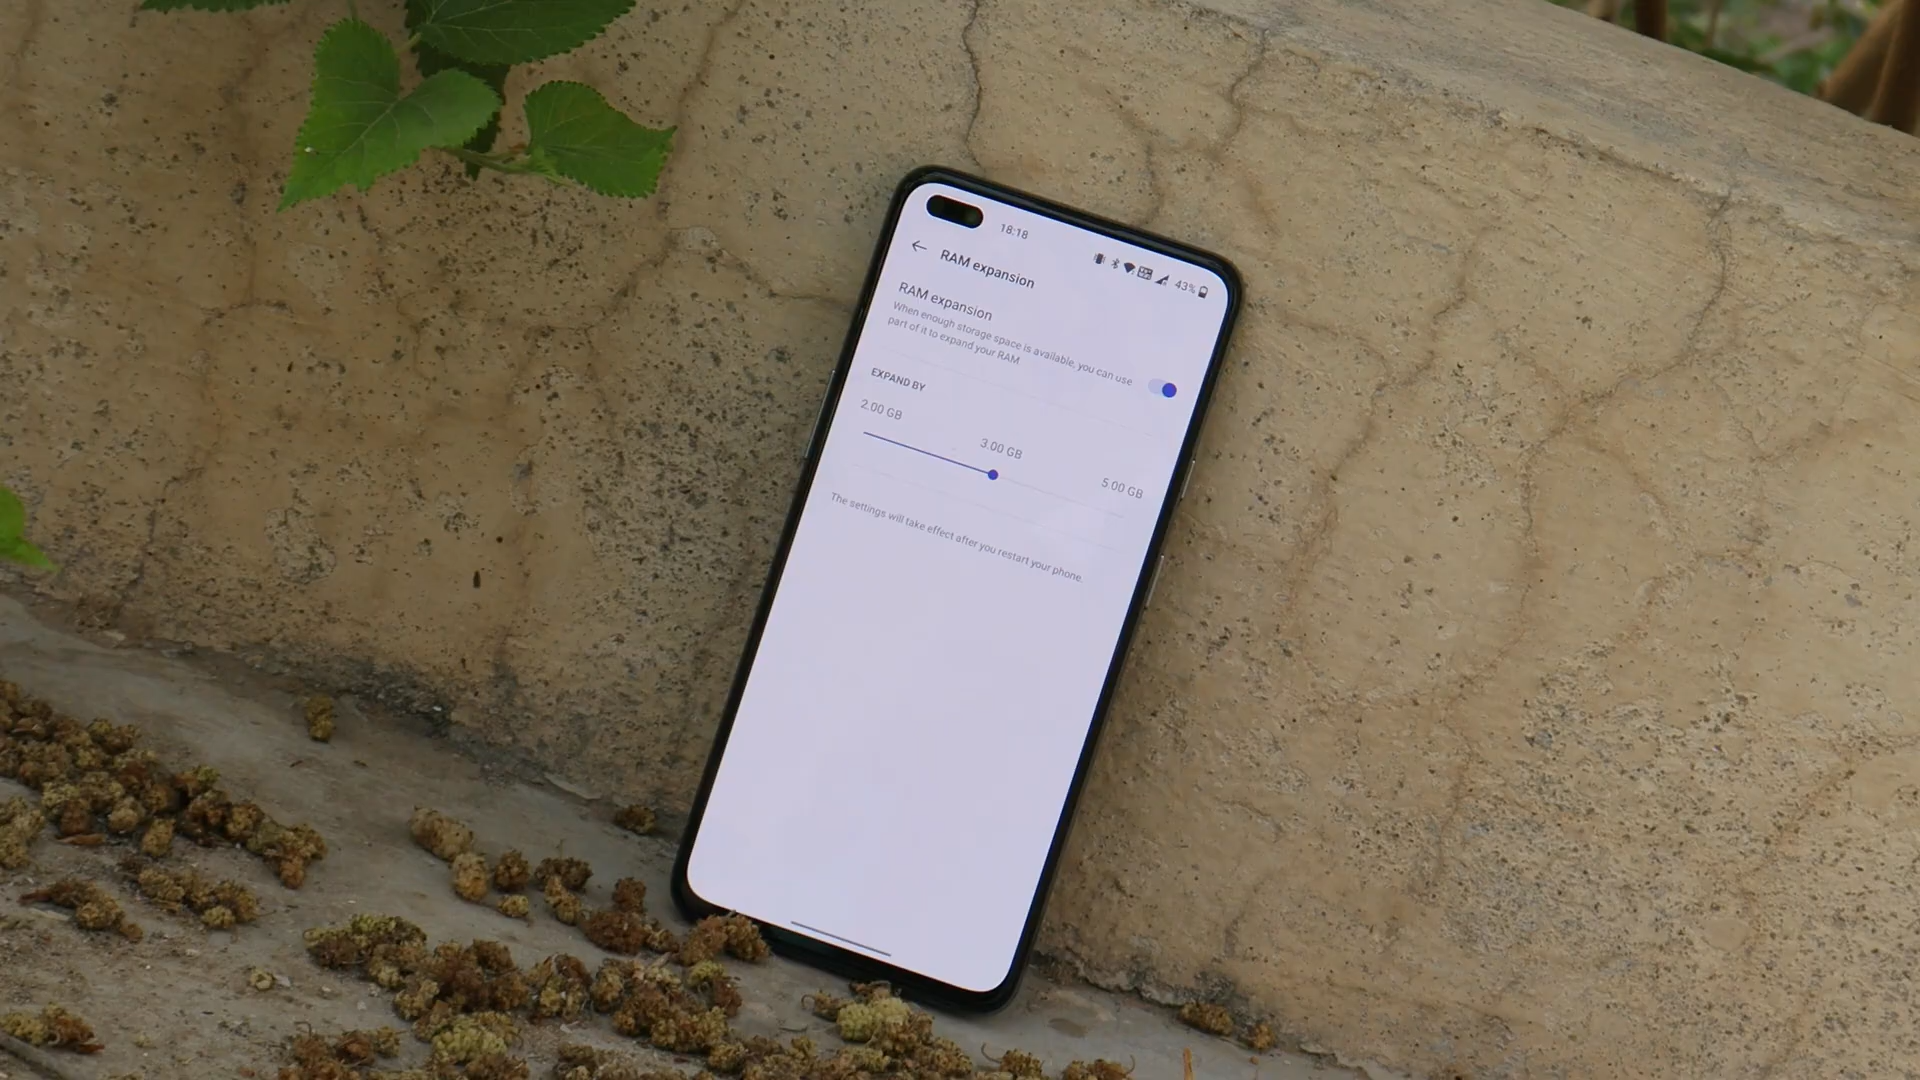 18:18
43%
RAM expansion
RAM expansion
When enough storage space is available, you can use
part of it to expand your RAM
EXPAND BY
2.00 GB
3.00 GB
5.00 GB
The settings will take effect after you restart your phone.